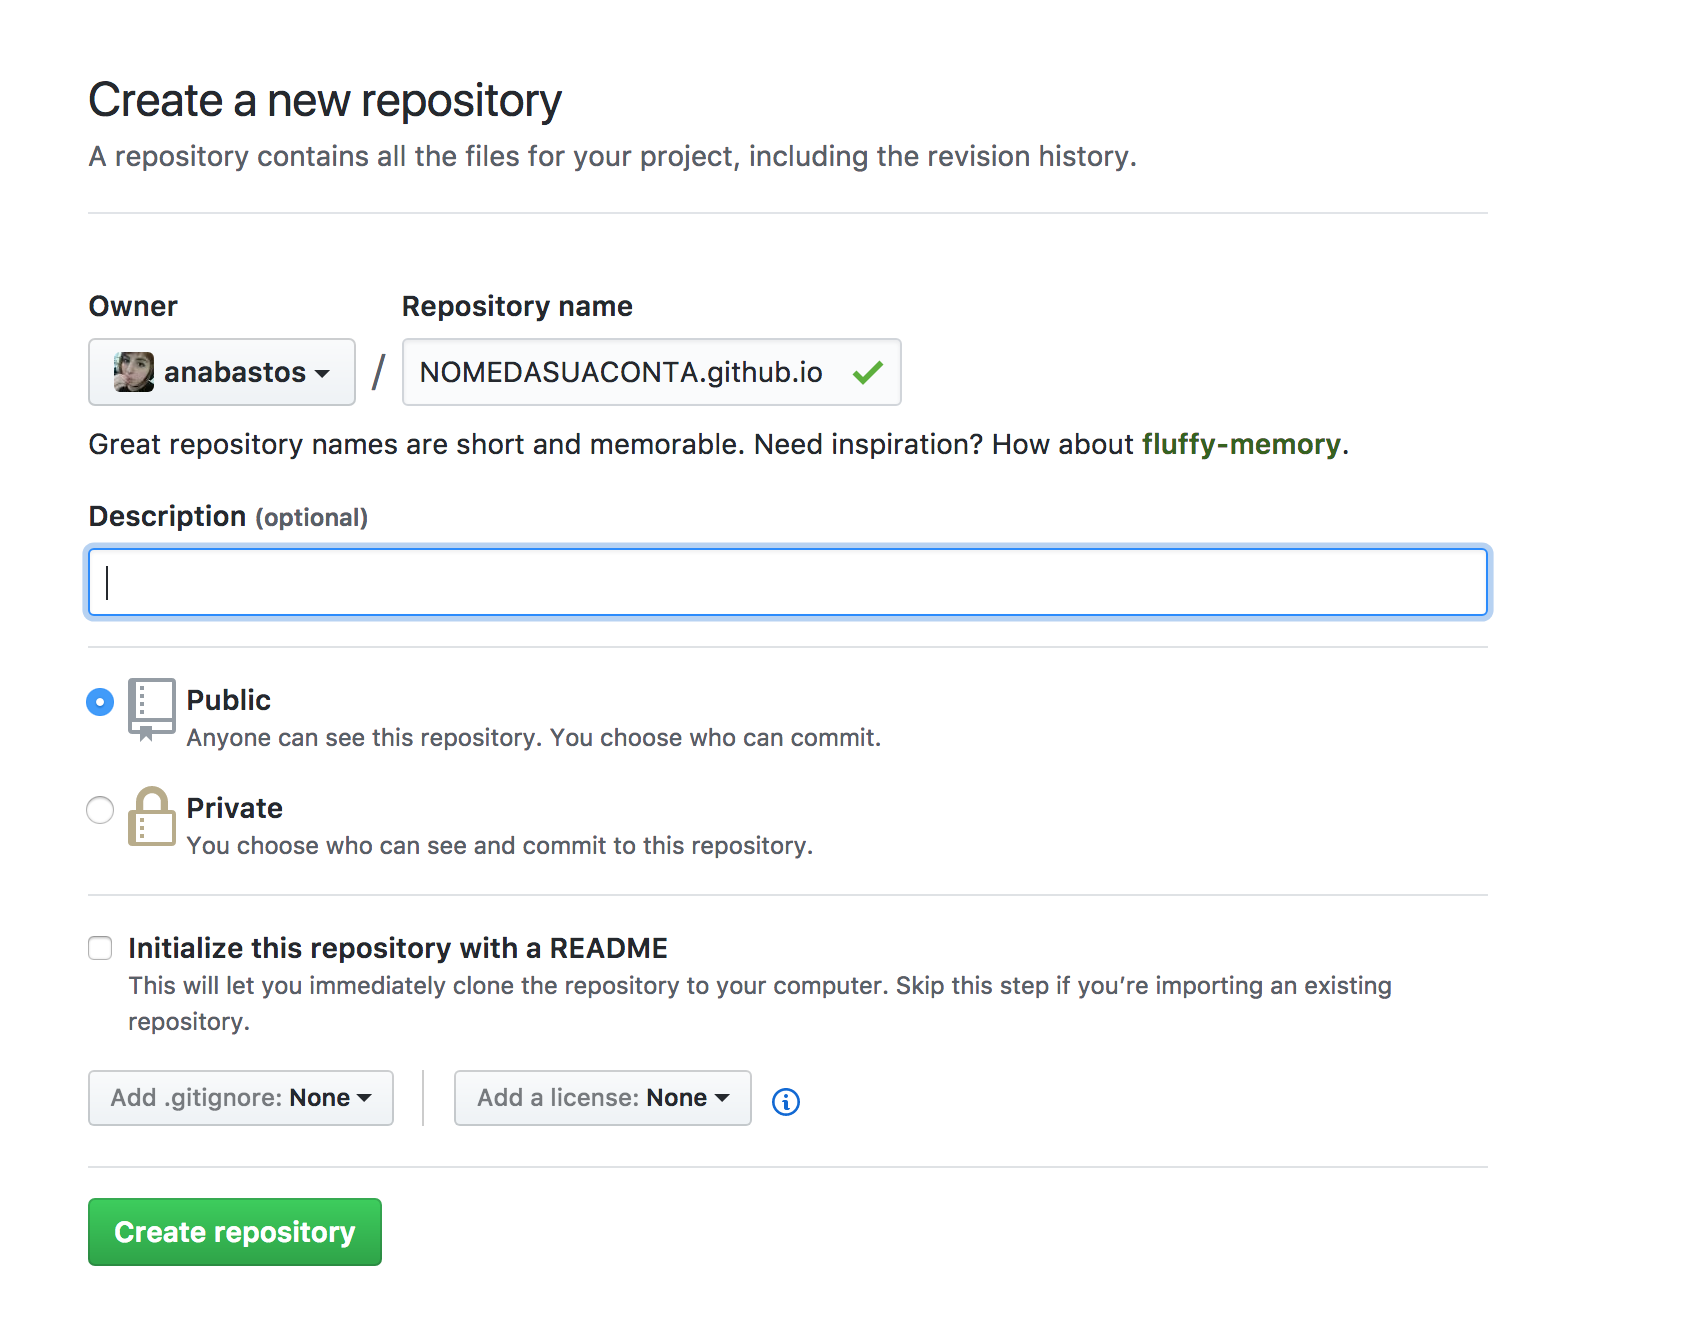 Create a new repository
A repository contains all the files for your project, including the revision history.
Owner
Repository name
anabastos
/
NOMEDASUACONTA.github.io
Great repository names are short and memorable. Need inspiration? How about fluffy-memory.
Description (optional)
Public
Anyone can see this repository. You choose who can commit.
Private
You choose who can see and commit to this repository.
Initialize this repository with a README
This will let you immediately clone the repository to your computer. Skip this step if you’re importing an existing
repository.
Add .gitignore: None
Add a license: None
Create repository